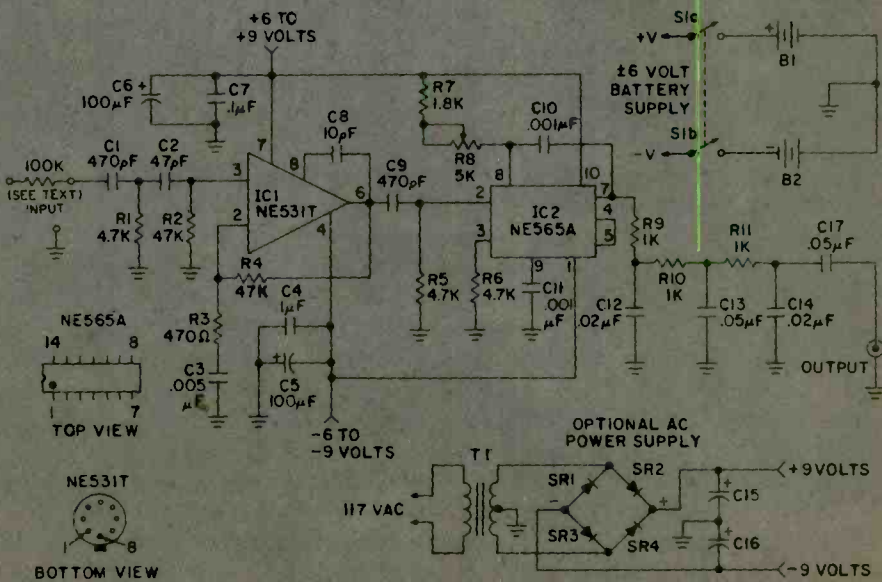 +6 TO
+9 VOLTS
C6
100µF
+
C7
.1µF
100K
(SEE TEXT)
INPUT
C1
470pF
C2
47pF
R1
4.7K
R2
47K
7
3
2
8
6
4
IC1
NE531T
C8
10pF
R4
47K
R3
470Ω
C3
.005
µF
C9
470pF
C4
1µF
C5
100µF
+
-6 TO
-9 VOLTS
R7
1.8K
R8
5K
C10
.001µF
8
10
2
7
4
3
5
9
1
IC2
NE565A
R5
4.7K
R6
4.7K
C11
.001
µF
R9
1K
R10
1K
R11
1K
C12
.02µF
C13
.05µF
C14
.02µF
C17
.05µF
OUTPUT
S1c
+V
±6 VOLT
BATTERY
SUPPLY
S1b
-V
+
B1
-
B2
NE565A
14 8
1 7
TOP VIEW
NE531T
1 8
BOTTOM VIEW
OPTIONAL AC
POWER SUPPLY
T1
117 VAC
SR1
SR2
SR3
SR4
-
+
+
C15
+
C16
+9 VOLTS
-9 VOLTS